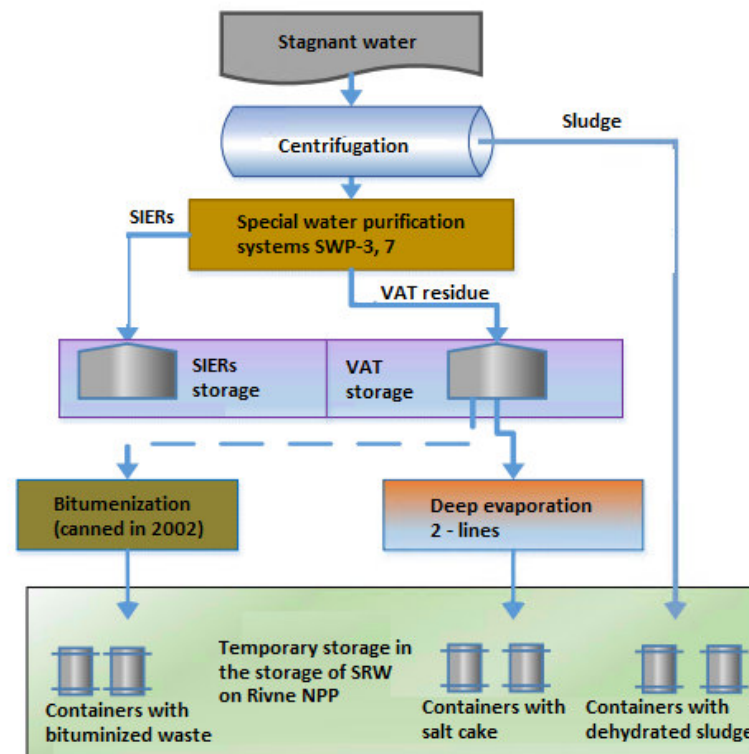 Stagnant water
Centrifugation
Sludge
SIERs
Special water purification
systems SWP-3, 7
VAT residue
SIERs
storage
VAT
storage
Bitumenization
(canned in 2002)
Deep evaporation
2 - lines
Temporary storage in
the storage of SRW
on Rivne NPP
Containers with
bituminized waste
Containers with
salt cake
Containers with
dehydrated sludge